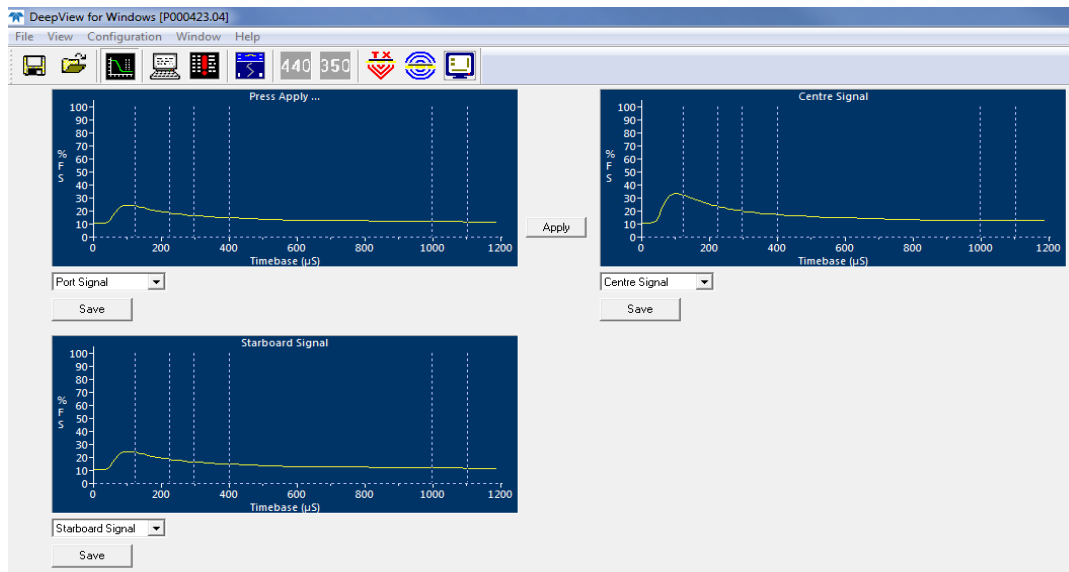 DeepView for Windows [P000423.04]
File View Configuration Window Help
440 350 TX
Press Apply ...
100
90
80
70
% 60
F 50
S 40
30
20
10
0
0 200 400 600 800 1000 1200
Timebase (µS)
Port Signal
Save
Apply
Centre Signal
100
90
80
70
% 60
F 50
S 40
30
20
10
0
0 200 400 600 800 1000 1200
Timebase (µS)
Centre Signal
Save
Starboard Signal
100
90
80
70
% 60
F 50
S 40
30
20
10
0
0 200 400 600 800 1000 1200
Timebase (µS)
Starboard Signal
Save